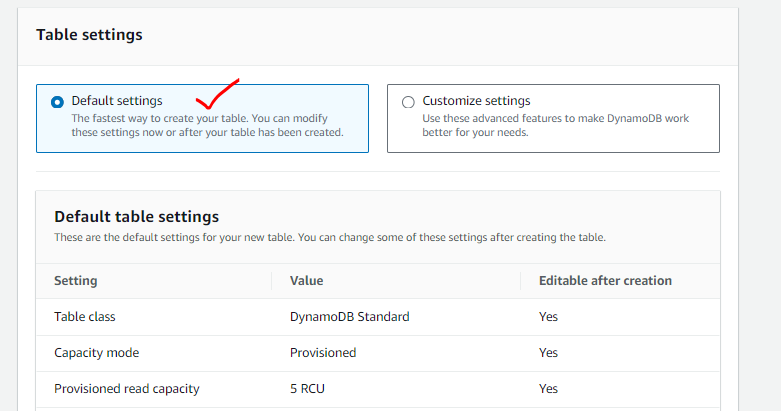 Table settings
Default settings
The fastest way to create your table. You can modify
these settings now or after your table has been created.
Customize settings
Use these advanced features to make DynamoDB work
better for your needs.
Default table settings
These are the default settings for your new table. You can change some of these settings after creating the table.
Setting Value Editable after creation
Table class DynamoDB Standard Yes
Capacity mode Provisioned Yes
Provisioned read capacity 5 RCU Yes